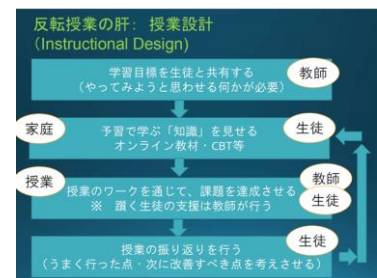 反転授業の肝： 授業設計
（Instructional Design）
学習目標を生徒と共有する
（やってみようと思わせる何かが必要）
教師
家庭
予習で学ぶ「知識」を見せる
オンライン教材・CBT等
生徒
授業
教師
授業のワークを通じて、課題を達成させる
※ 躓く生徒の支援は教師が行う
生徒
生徒
授業の振り返りを行う
（うまく行った点・次に改善すべき点を考えさせる）